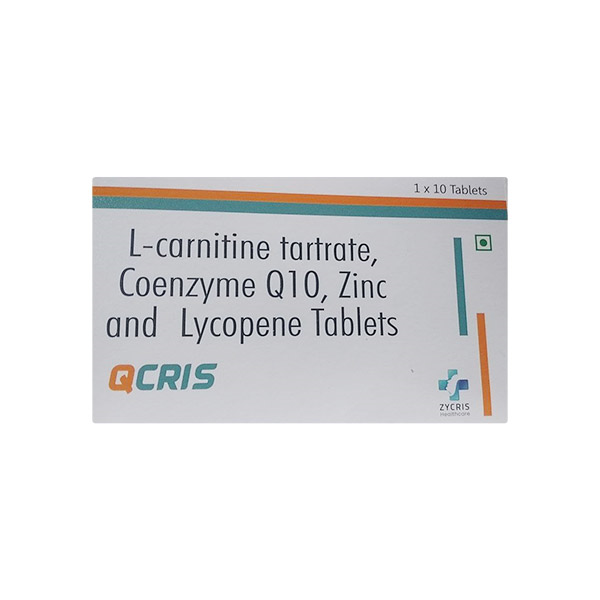 1 x 10 Tablets
L-carnitine tartrate,
Coenzyme Q10, Zinc
and Lycopene Tablets
QCRIS
ZYCRIS
Healthcare